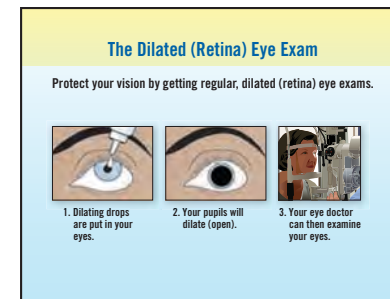 The Dilated (Retina) Eye Exam
Protect your vision by getting regular, dilated (retina) eye exams.
1. Dilating drops
are put in your
eyes.
2. Your pupils will
dilate (open).
3. Your eye doctor
can then examine
your eyes.